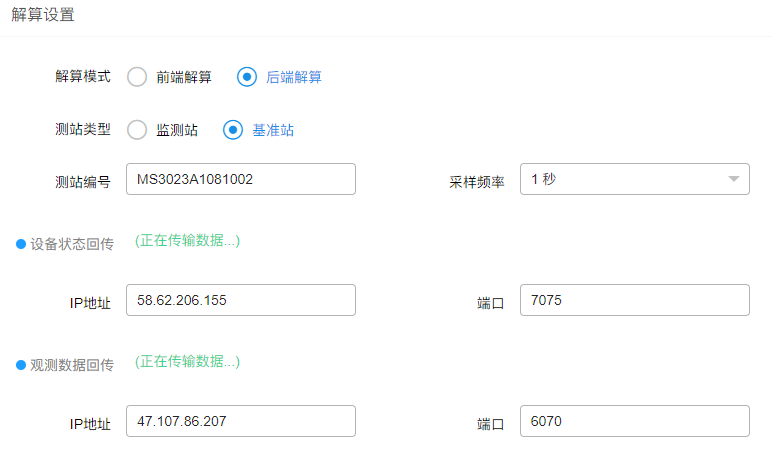 解算设置
解算模式 前端解算 后端解算
测站类型 监测站 基准站
测站编号 MS3023A1081002 采样频率 1 秒
设备状态回传 (正在传输数据...)
IP地址 58.62.206.155 端口 7075
观测数据回传 (正在传输数据...)
IP地址 47.107.86.207 端口 6070